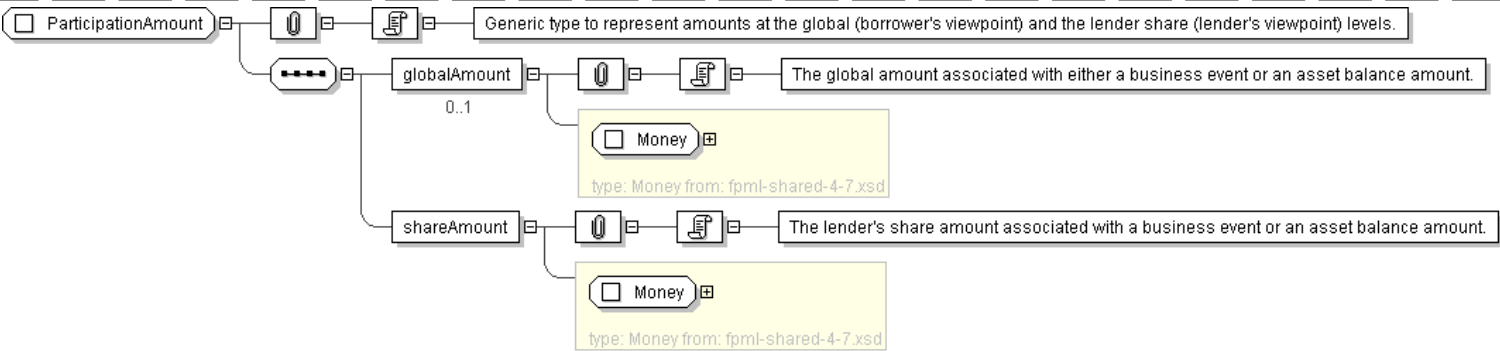 ParticipationAmount
Generic type to represent amounts at the global (borrower's viewpoint) and the lender share (lender's viewpoint) levels.
globalAmount
The global amount associated with either a business event or an asset balance amount.
0..1
Money
type: Money from: fpml-shared-4-7.xsd
shareAmount
The lender's share amount associated with a business event or an asset balance amount.
Money
type: Money from: fpml-shared-4-7.xsd